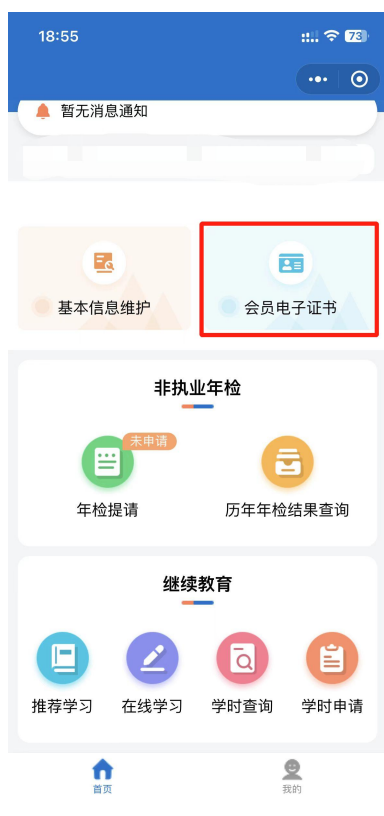 18:55
73
暂无消息通知
基本信息维护
会员电子证书
非执业年检
未申请
年检提请
历年年检结果查询
继续教育
推荐学习
在线学习
学时查询
学时申请
首页
我的